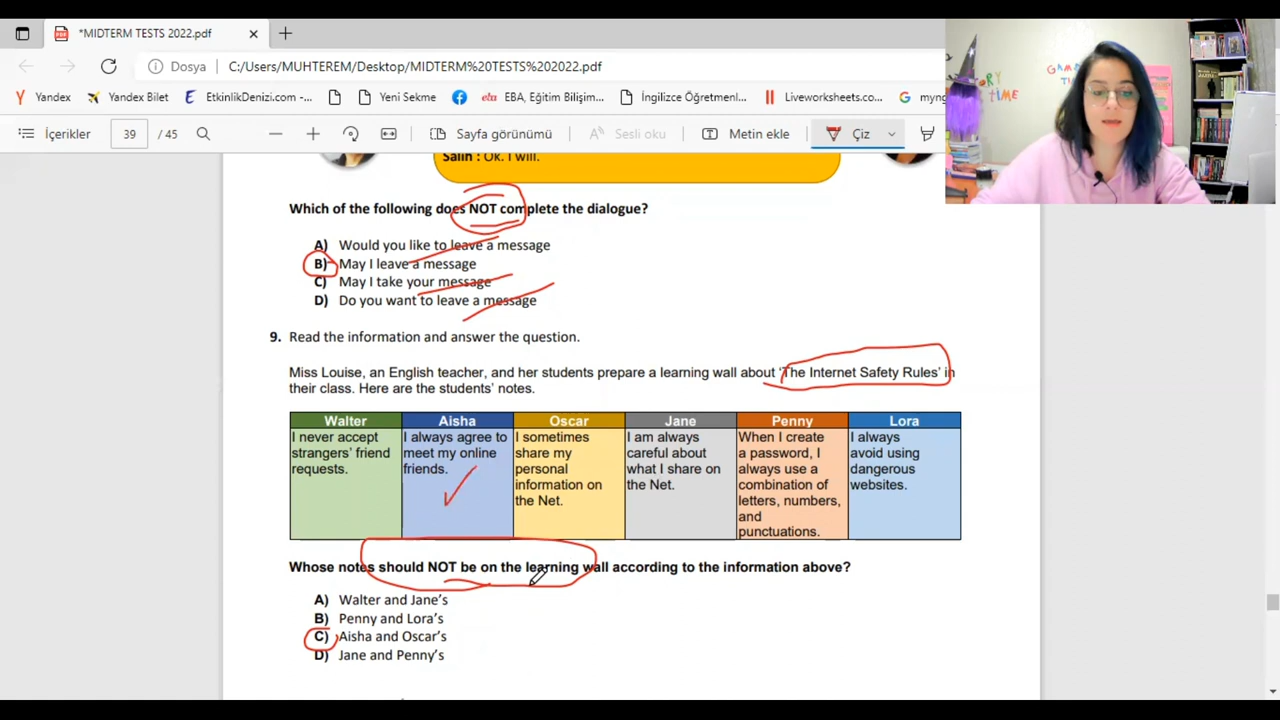 *MIDTERM TESTS 2022.pdf
Dosya
C:/Users/MUHTEREM/Desktop/MIDTERM%20TESTS%202022.pdf
Yandex
Yandex Bilet
EtkinlikDenizi.com -...
Yeni Sekme
EBA, Eğitim Bilişim...
İngilizce Öğretmenl...
Liveworksheets.co...
myng
İçerikler
39 / 45
Sayfa görünümü
Sesli oku
Metin ekle
Çiz
Salih : Ok. I will.
Which of the following does NOT complete the dialogue?
A) Would you like to leave a message
B) May I leave a message
C) May I take your message
D) Do you want to leave a message
9. Read the information and answer the question.
Miss Louise, an English teacher, and her students prepare a learning wall about ‘The Internet Safety Rules’ in
their class. Here are the students’ notes.
Walter
I never accept
strangers’ friend
requests.
Aisha
I always agree to
meet my online
friends.
Oscar
I sometimes
share my
personal
information on
the Net.
Jane
I am always
careful about
what I share on
the Net.
Penny
When I create
a password, I
always use a
combination of
letters, numbers,
and
punctuations.
Lora
I always
avoid using
dangerous
websites.
Whose notes should NOT be on the learning wall according to the information above?
A) Walter and Jane’s
B) Penny and Lora’s
C) Aisha and Oscar’s
D) Jane and Penny’s
TIME